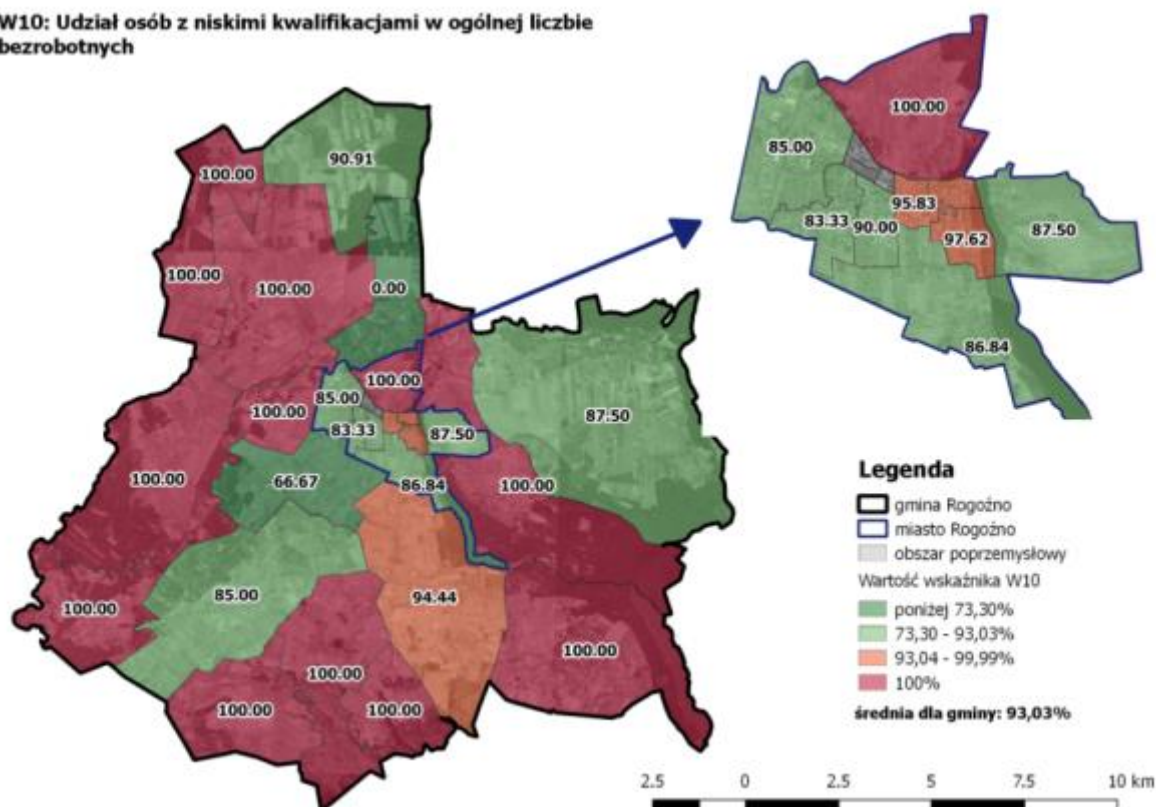 W10: Udział osób z niskimi kwalifikacjami w ogólnej liczbie
bezrobotnych
100.00
90.91
100.00
100.00
0.00
100.00
85.00
100.00
83.33
87.50
87.50
100.00
66.67
86.84
100.00
85.00
94.44
100.00
100.00
100.00
100.00
100.00
100.00
85.00
95.83
83.33
90.00
97.62
87.50
86.84
Legenda
gmina Rogoźno
miasto Rogoźno
obszar poprzemysłowy
Wartość wskaźnika W10
poniżej 73,30%
73,30 - 93,03%
93,04 - 99,99%
100%
średnia dla gminy: 93,03%
2.5 0 2.5 5 7.5 10 km